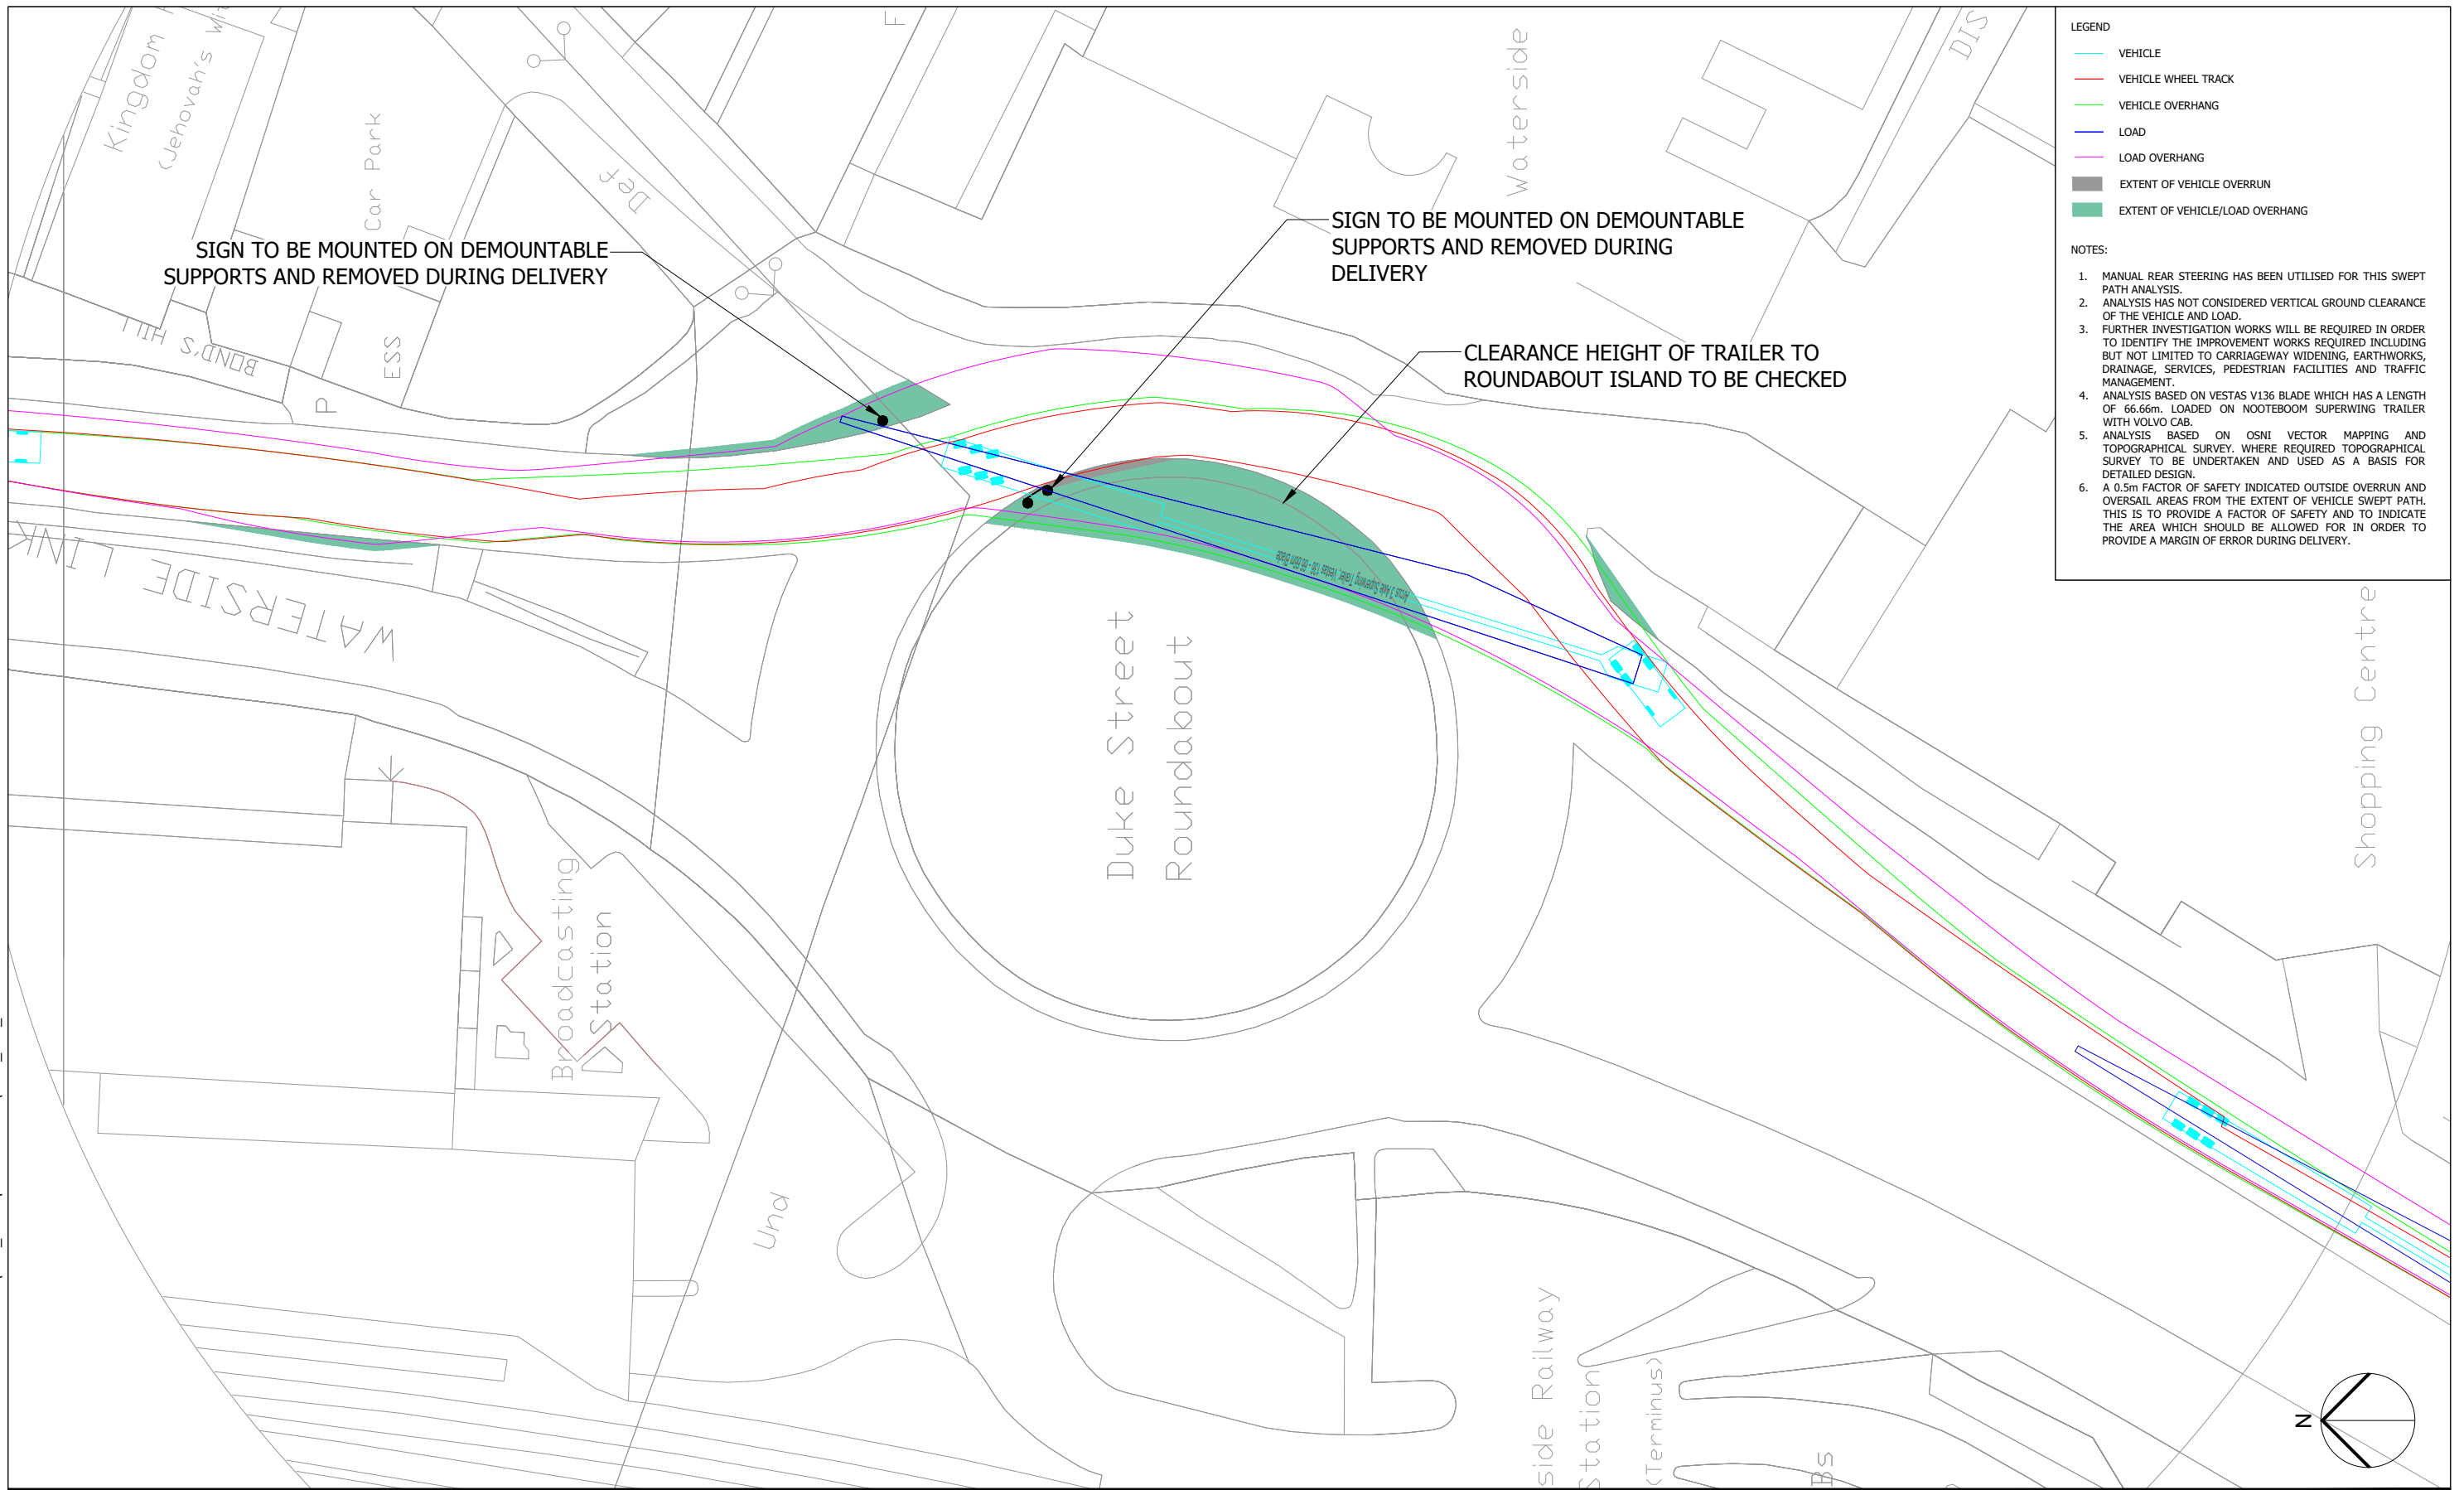 Kingdom
(Jehovah's
Car Park
Def
F
Waterside
DIS
BOND'S HILL
P
ESS
SIGN TO BE MOUNTED ON DEMOUNTABLE
SUPPORTS AND REMOVED DURING DELIVERY
SIGN TO BE MOUNTED ON DEMOUNTABLE
SUPPORTS AND REMOVED DURING
DELIVERY
CLEARANCE HEIGHT OF TRAILER TO
ROUNDABOUT ISLAND TO BE CHECKED
WATERSIDE LINK
Duke Street
Roundabout
Broadcasting
Station
Und
side Railway
Station
(Terminus)
BS
Shopping Centre
N
LEGEND
VEHICLE
VEHICLE WHEEL TRACK
VEHICLE OVERHANG
LOAD
LOAD OVERHANG
EXTENT OF VEHICLE OVERRUN
EXTENT OF VEHICLE/LOAD OVERHANG
NOTES:
1. MANUAL REAR STEERING HAS BEEN UTILISED FOR THIS SWEPT
PATH ANALYSIS.
2. ANALYSIS HAS NOT CONSIDERED VERTICAL GROUND CLEARANCE
OF THE VEHICLE AND LOAD.
3. FURTHER INVESTIGATION WORKS WILL BE REQUIRED IN ORDER
TO IDENTIFY THE IMPROVEMENT WORKS REQUIRED INCLUDING
BUT NOT LIMITED TO CARRIAGEWAY WIDENING, EARTHWORKS,
DRAINAGE, SERVICES, PEDESTRIAN FACILITIES AND TRAFFIC
MANAGEMENT.
4. ANALYSIS BASED ON VESTAS V136 BLADE WHICH HAS A LENGTH
OF 66.66m. LOADED ON NOOTEBOOM SUPERWING TRAILER
WITH VOLVO CAB.
5. ANALYSIS BASED ON OSNI VECTOR MAPPING AND
TOPOGRAPHICAL SURVEY. WHERE REQUIRED TOPOGRAPHICAL
SURVEY TO BE UNDERTAKEN AND USED AS A BASIS FOR
DETAILED DESIGN.
6. A 0.5m FACTOR OF SAFETY INDICATED OUTSIDE OVERRUN AND
OVERSAIL AREAS FROM THE EXTENT OF VEHICLE SWEPT PATH.
THIS IS TO PROVIDE A FACTOR OF SAFETY AND TO INDICATE
THE AREA WHICH SHOULD BE ALLOWED FOR IN ORDER TO
PROVIDE A MARGIN OF ERROR DURING DELIVERY.